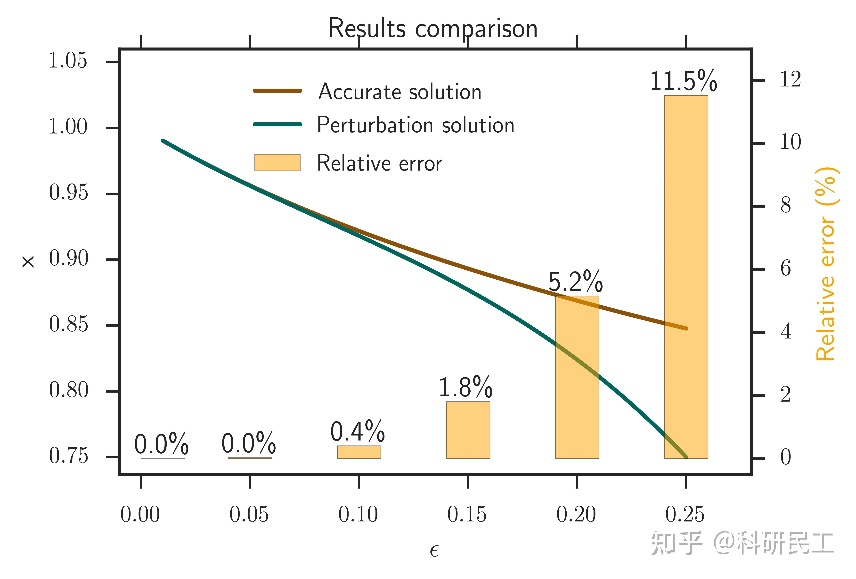 Results comparison
1.05
1.00
0.95
0.90
0.85
0.80
0.75
x
Accurate solution
Perturbation solution
Relative error
0.0%
0.0%
0.4%
1.8%
5.2%
11.5%
12
10
8
6
4
2
0
Relative error (%)
0.00 0.05 0.10 0.15 0.20 0.25
ϵ
知乎 @科研民工